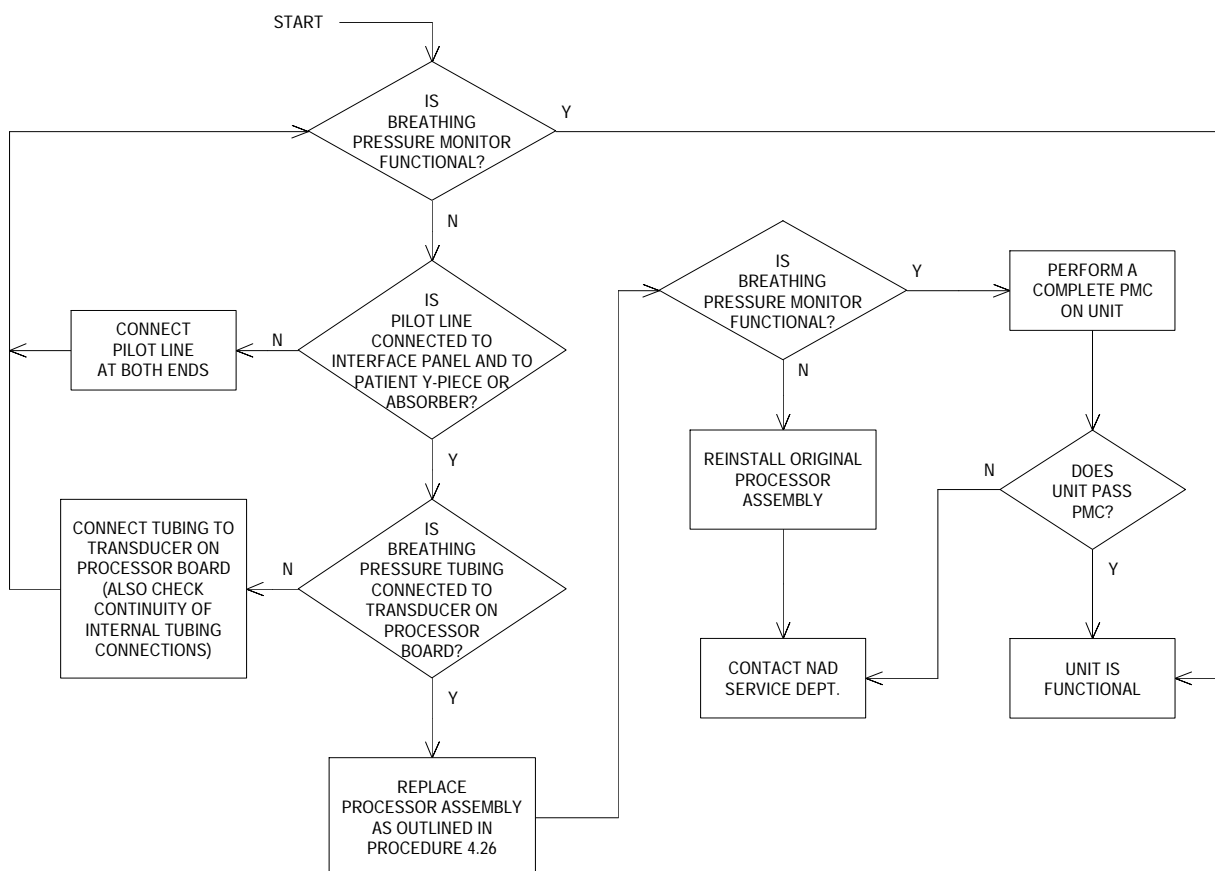 START
IS
BREATHING
PRESSURE MONITOR
FUNCTIONAL?
Y
N
IS
PILOT LINE
CONNECTED TO
INTERFACE PANEL AND TO
PATIENT Y-PIECE OR
ABSORBER?
N
CONNECT
PILOT LINE
AT BOTH ENDS
Y
IS
BREATHING
PRESSURE TUBING
CONNECTED TO
TRANSDUCER ON
PROCESSOR
BOARD?
N
CONNECT TUBING TO
TRANSDUCER ON
PROCESSOR BOARD
(ALSO CHECK
CONTINUITY OF
INTERNAL TUBING
CONNECTIONS)
Y
REPLACE
PROCESSOR ASSEMBLY
AS OUTLINED IN
PROCEDURE 4.26
IS
BREATHING
PRESSURE MONITOR
FUNCTIONAL?
Y
N
REINSTALL ORIGINAL
PROCESSOR
ASSEMBLY
CONTACT NAD
SERVICE DEPT.
PERFORM A
COMPLETE PMC
ON UNIT
DOES
UNIT PASS
PMC?
N
Y
UNIT IS
FUNCTIONAL